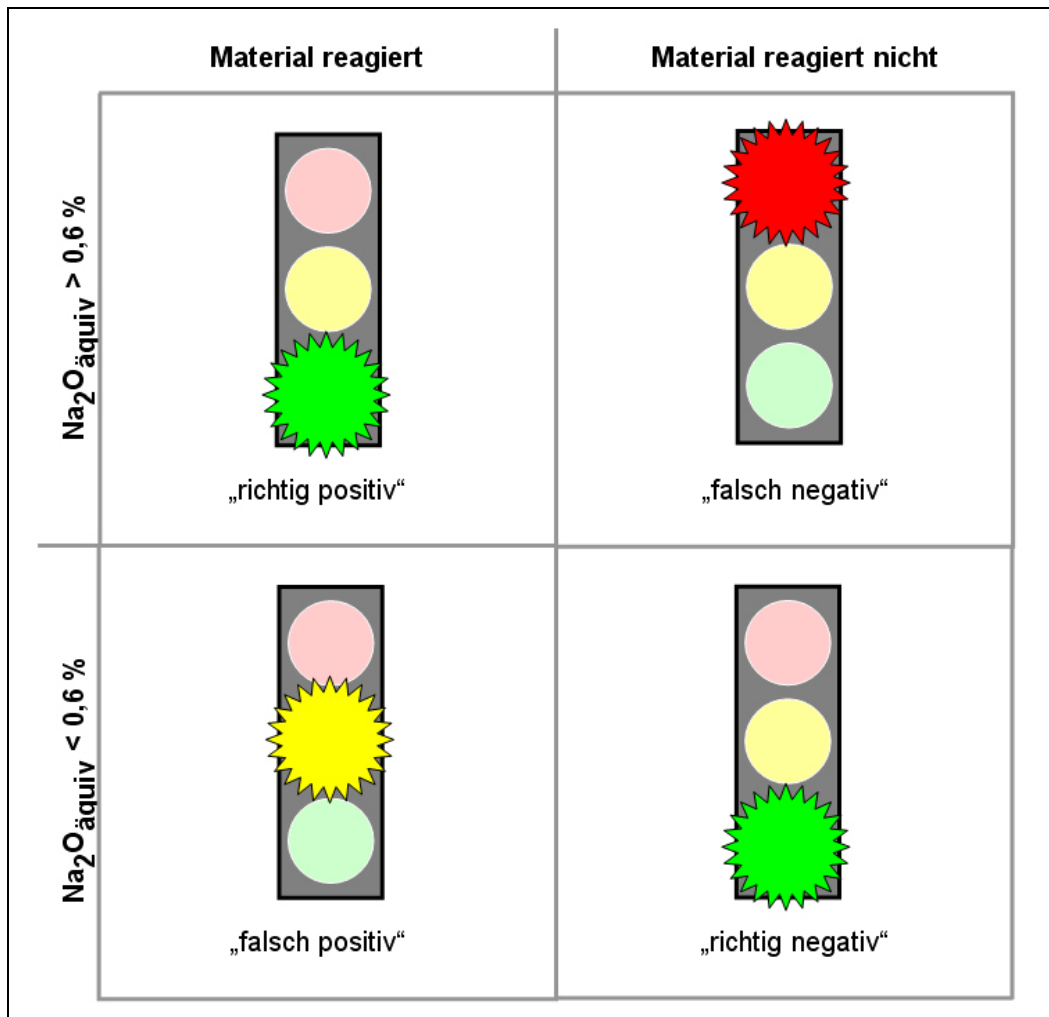 Material reagiert
Material reagiert nicht
Na₂Oäquiv > 0,6 %
„richtig positiv“
„falsch negativ“
Na₂Oäquiv < 0,6 %
„falsch positiv“
„richtig negativ“